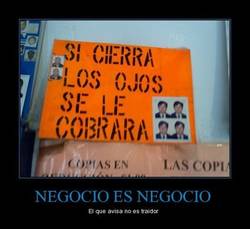 SI CIERRA
LOS OJOS
SE LE
COBRARA
COPIAS EN
LAS COPIA
NEGOCIO ES NEGOCIO
El que avisa no es traidor